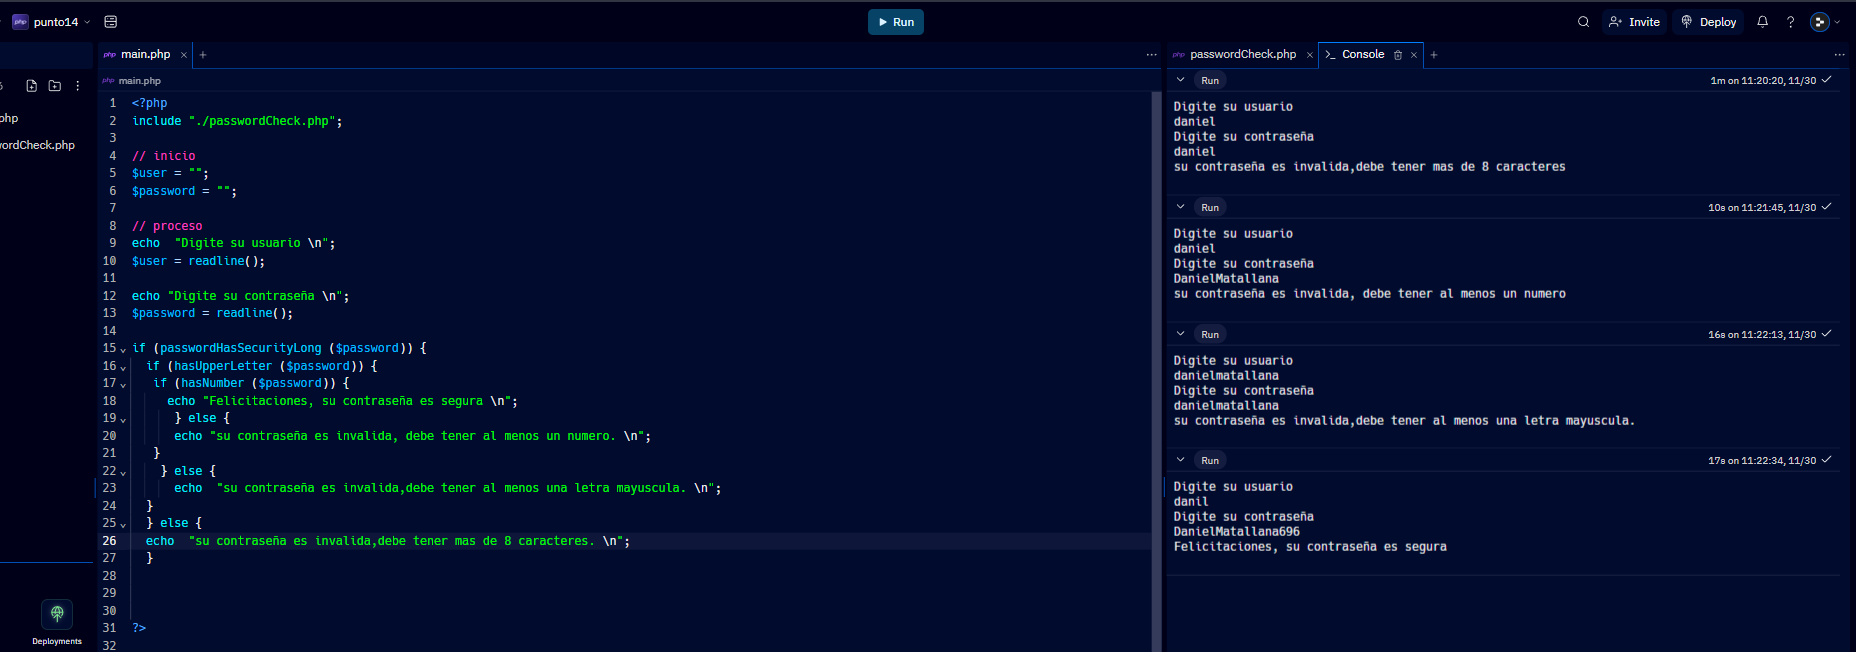 php punto14
Run
Invite
Deploy
php main.php
php main.php
php
wordCheck.php
Deployments
1 <?php
2 include "./passwordCheck.php";
3
4 // inicio
5 $user = "";
6 $password = "";
7
8 // proceso
9 echo  "Digite su usuario \n";
10 $user = readline();
11
12 echo "Digite su contraseña \n";
13 $password = readline();
14
15 if (passwordHasSecurityLong ($password)) {
16 if (hasUpperLetter ($password)) {
17 if (hasNumber ($password)) {
18 echo "Felicitaciones, su contraseña es segura \n";
19 } else {
20 echo "su contraseña es invalida, debe tener al menos un numero. \n";
21 }
22 } else {
23 echo  "su contraseña es invalida,debe tener al menos una letra mayuscula. \n";
24 }
25 } else {
26 echo  "su contraseña es invalida,debe tener mas de 8 caracteres. \n";
27 }
28
29
30
31 ?>
32
php passwordCheck.php
Console
Run 1m on 11:20:20, 11/30
Digite su usuario
daniel
Digite su contraseña
daniel
su contraseña es invalida,debe tener mas de 8 caracteres
Run 10s on 11:21:45, 11/30
Digite su usuario
daniel
Digite su contraseña
DanielMatallana
su contraseña es invalida, debe tener al menos un numero
Run 16s on 11:22:13, 11/30
Digite su usuario
danielmatallana
Digite su contraseña
danielmatallana
su contraseña es invalida,debe tener al menos una letra mayuscula.
Run 17s on 11:22:34, 11/30
Digite su usuario
danil
Digite su contraseña
DanielMatallana696
Felicitaciones, su contraseña es segura